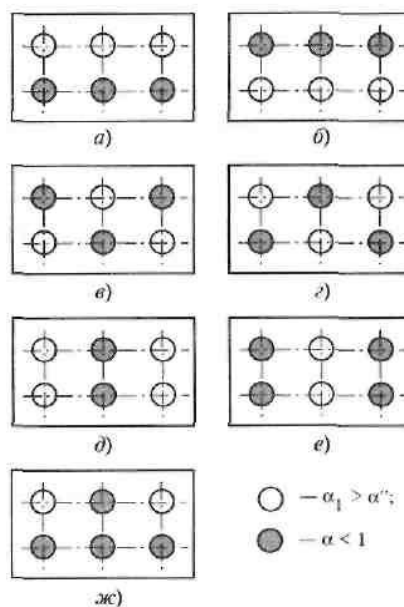 а) б)
в) г)
д) е)
— α₁ > α″;
— α < 1
ж)